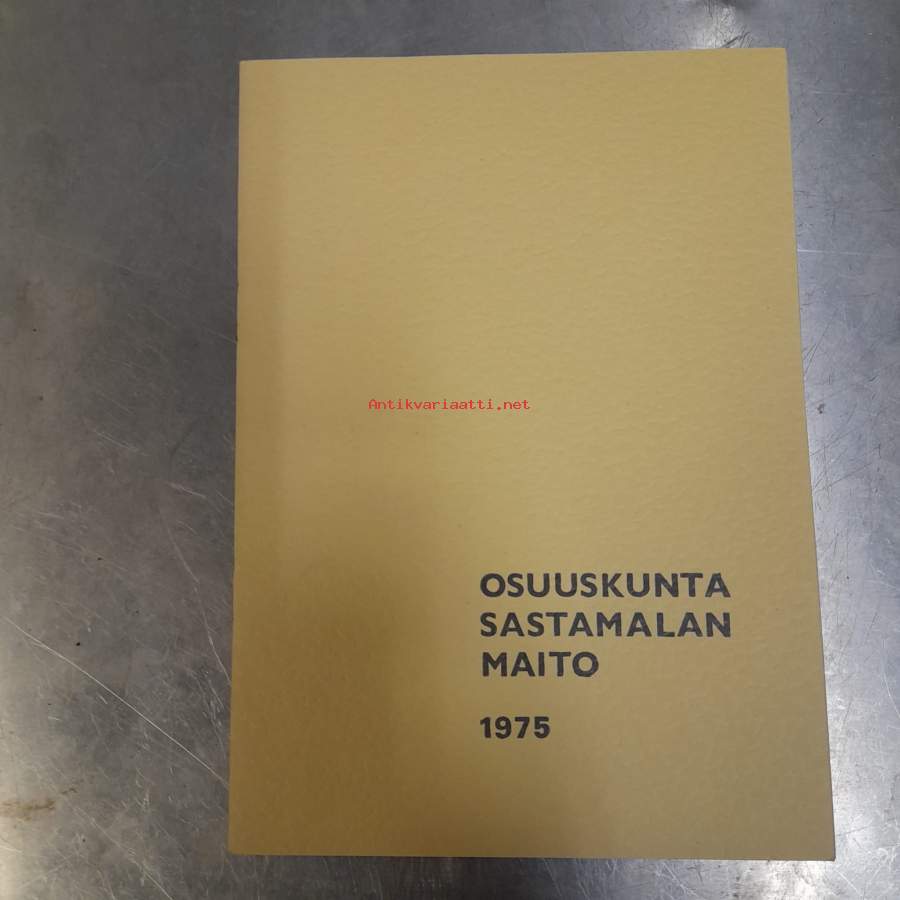 Antikvariaatti.net
OSUUSKUNTA
SASTAMALAN
MAITO
1975